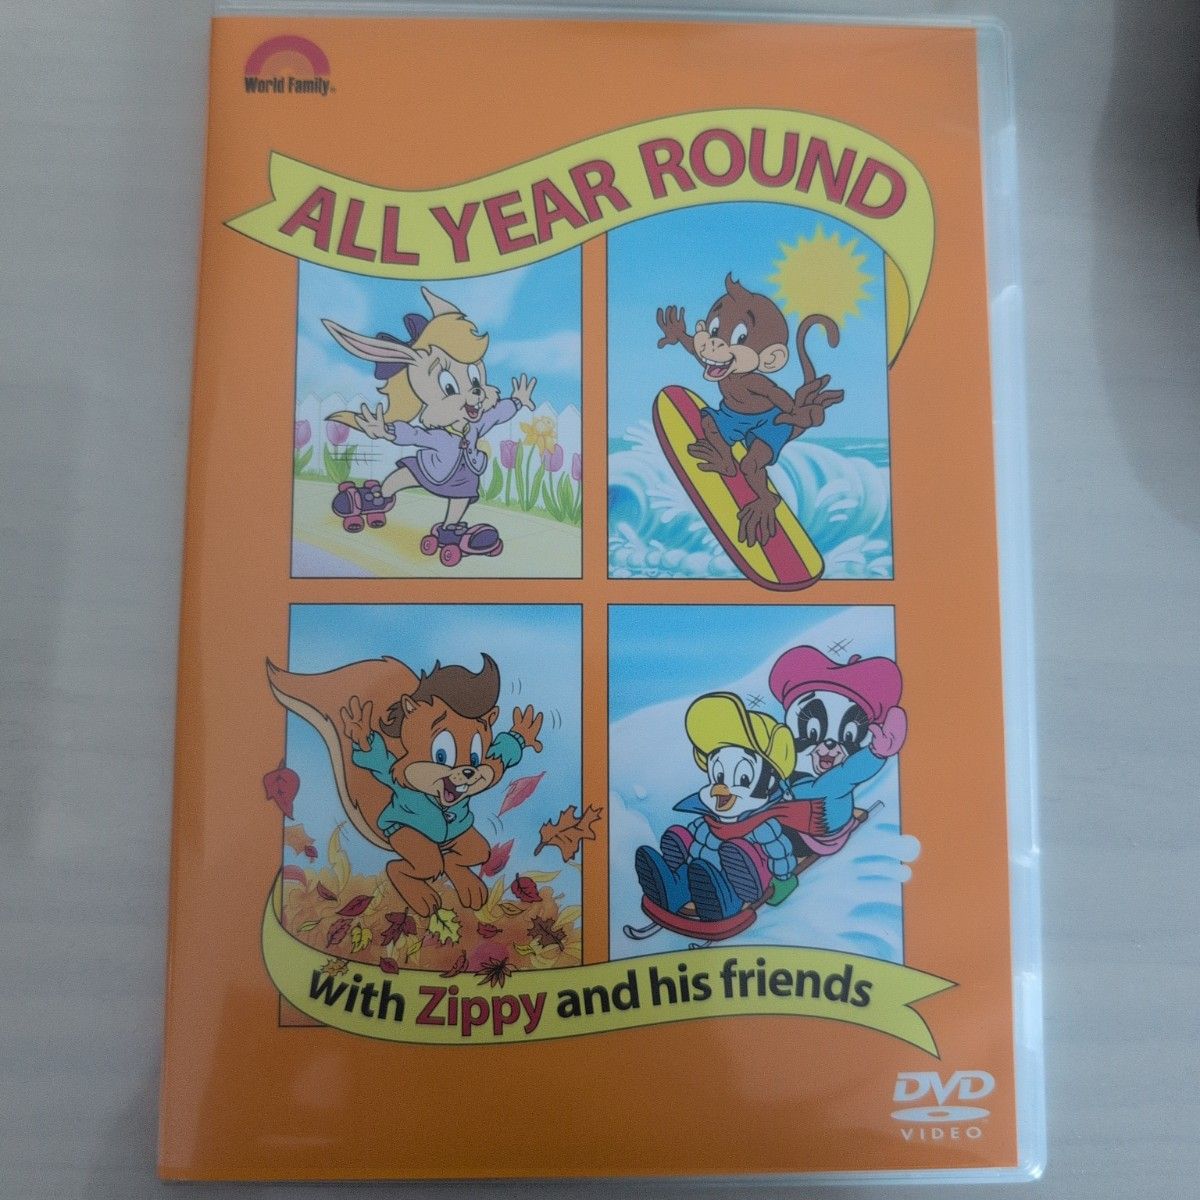 World Family®
ALL YEAR ROUND
with Zippy and his friends
DVD
VIDEO